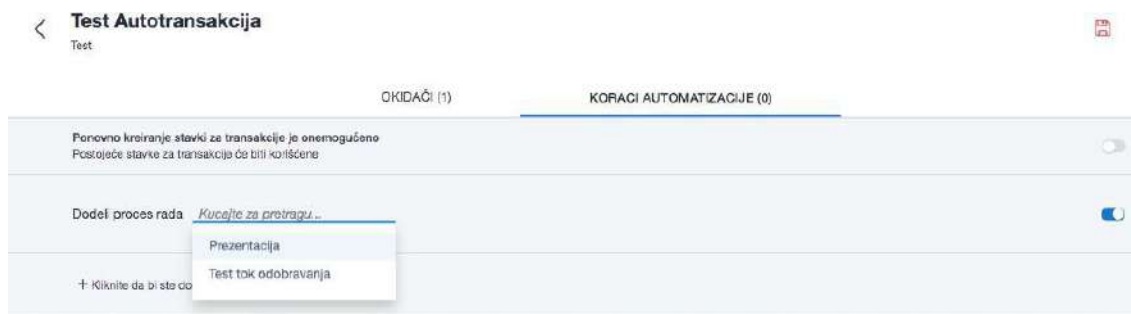 Test Autotransakcija
Test
OKIDAČI (1)
KORACI AUTOMATIZACIJE (0)
Ponovno kreiranje stavki za transakcije je onemogućeno
Postojeće stavke za transakcije će biti korišćene
Dodeli proces rada Kucajte za pretragu...
Prezentacija
Test tok odobravanja
+ Kliknite da bi ste do